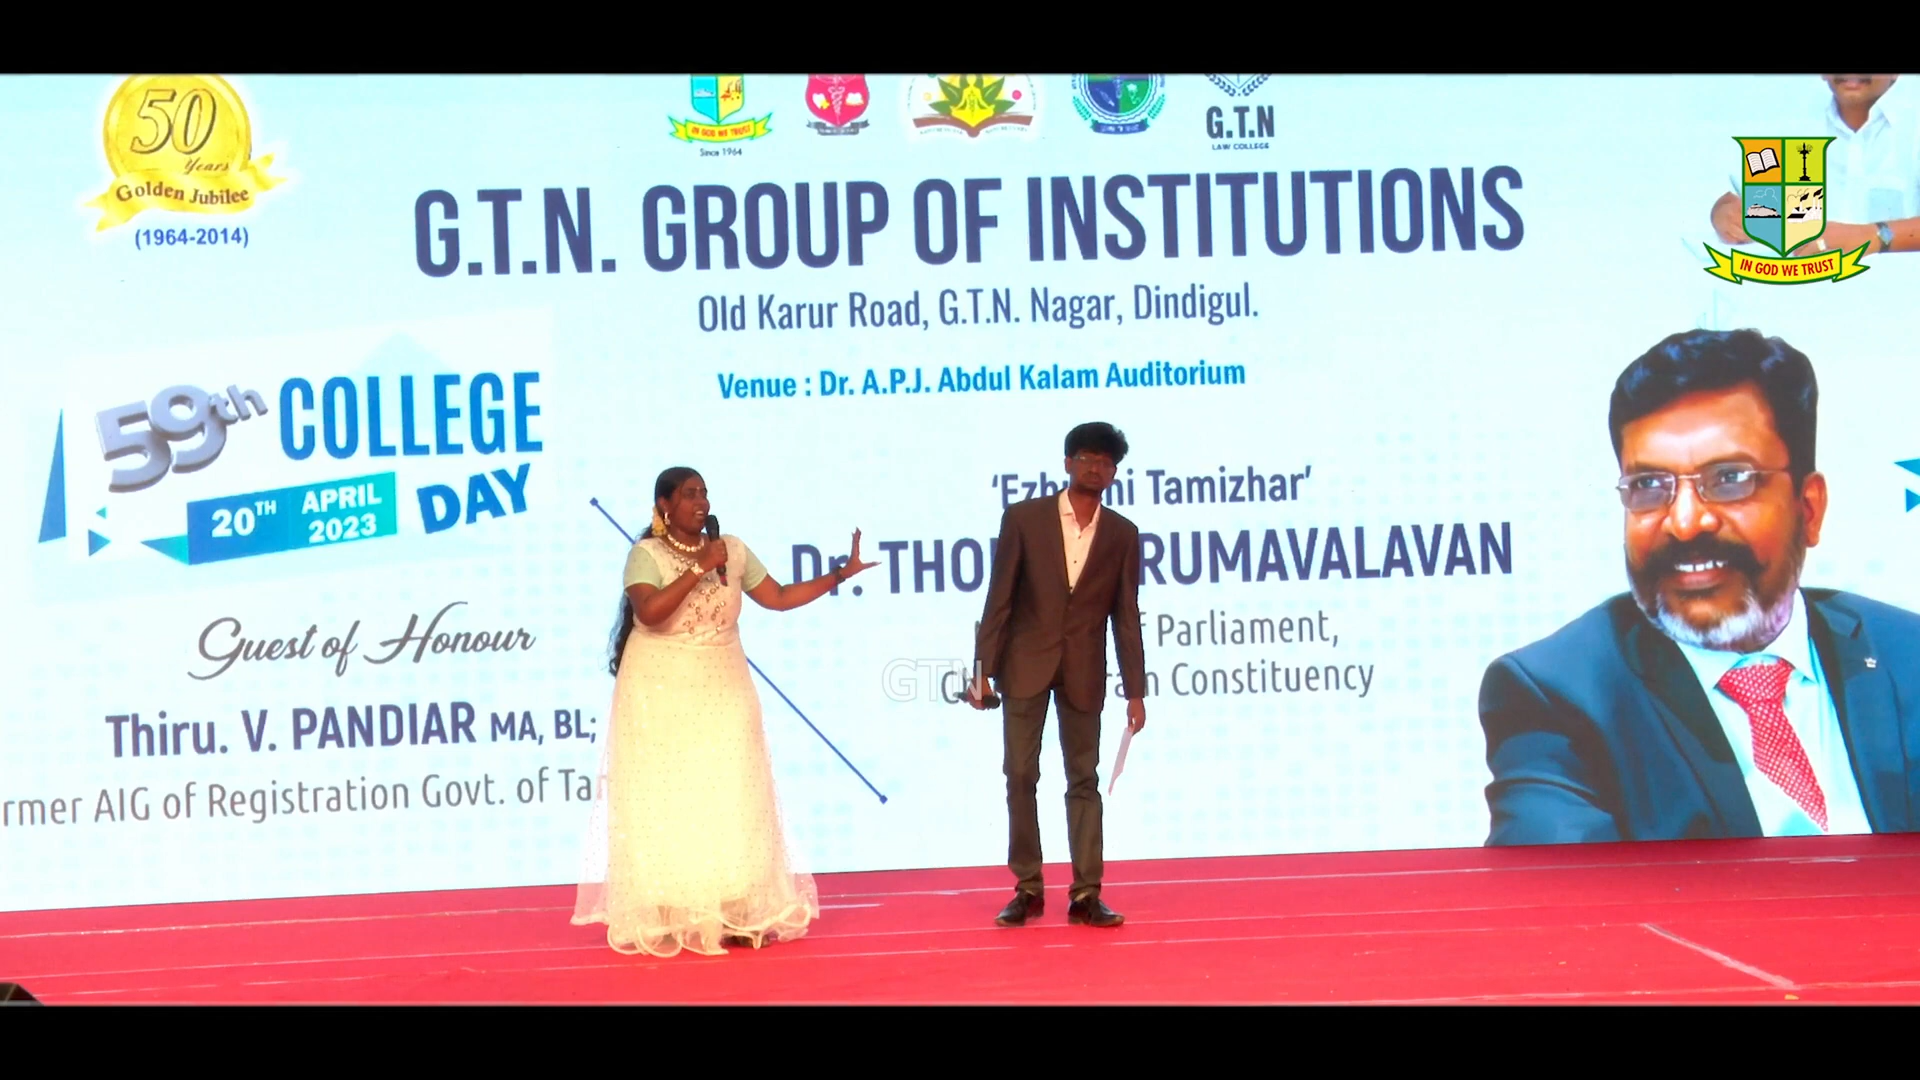 50
Years
Golden Jubilee
(1964-2014)
IN GOD WE TRUST
Since 1964
G.T.N
LAW COLLEGE
IN GOD WE TRUST
G.T.N. GROUP OF INSTITUTIONS
Old Karur Road, G.T.N. Nagar, Dindigul.
Venue : Dr. A.P.J. Abdul Kalam Auditorium
59th COLLEGE
DAY
20TH APRIL
2023
Guest of Honour
Thiru. V. PANDIAR MA, BL;
rmer AIG of Registration Govt. of Ta
Tamizhar'
Dr. THO RUMAVALAVAN
f Parliament,
Constituency
GTN